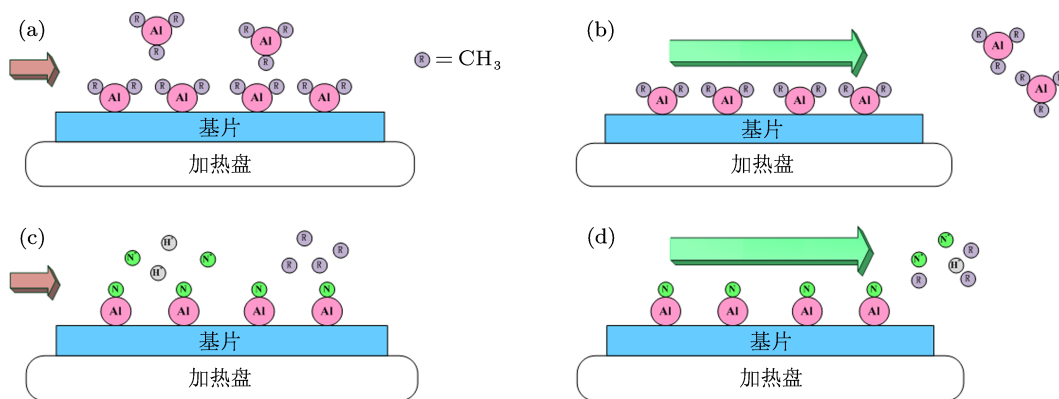 (a)
R R R R
Al Al
R R
R R R R R R R R
Al Al Al Al
基片
加热盘
R = CH3
(b)
R R R R
Al Al
R R
R R R R R R R R
Al Al Al Al
基片
加热盘
(c)
N* H* N* H*
R R R R
N N N N
Al Al Al Al
基片
加热盘
(d)
N* N* H* R R R
N N N N
Al Al Al Al
基片
加热盘